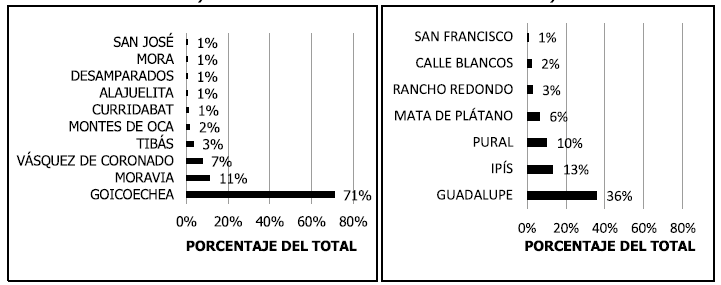 SAN JOSÉ 1%
MORA 1%
DESAMPARADOS 1%
ALAJUELITA 1%
CURRIDABAT 1%
MONTES DE OCA 2%
TIBÁS 3%
VÁSQUEZ DE CORONADO 7%
MORAVIA 11%
GOICOECHEA 71%
0% 20% 40% 60% 80%
PORCENTAJE DEL TOTAL
SAN FRANCISCO 1%
CALLE BLANCOS 2%
RANCHO REDONDO 3%
MATA DE PLÁTANO 6%
PURAL 10%
IPÍS 13%
GUADALUPE 36%
0% 20% 40% 60% 80%
PORCENTAJE DEL TOTAL